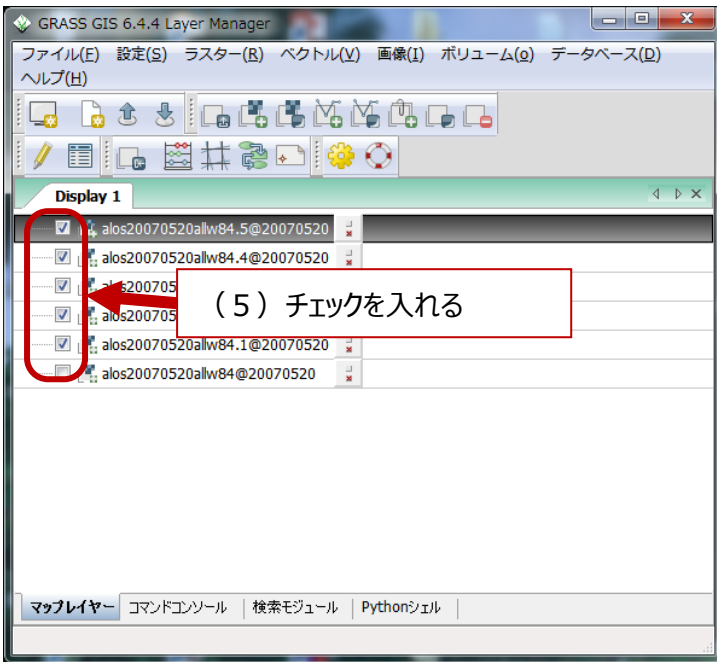 GRASS GIS 6.4.4 Layer Manager
ファイル(F) 設定(S) ラスター(R) ベクトル(V) 画像(I) ボリューム(o) データベース(D)
ヘルプ(H)
Display 1
alos20070520allw84.5@20070520
alos20070520allw84.4@20070520
alos200705
（５）チェックを入れる
alos200705
alos20070520allw84.1@20070520
alos20070520allw84@20070520
マップレイヤー コマンドコンソール 検索モジュール Pythonシェル